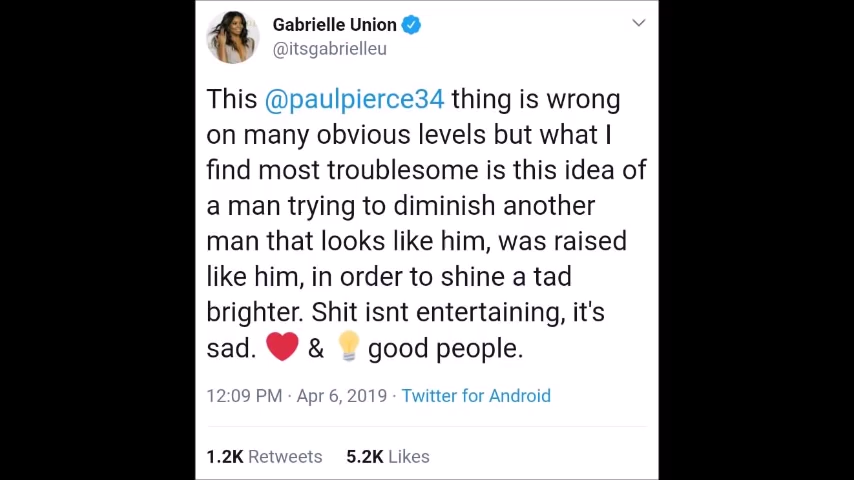 Gabrielle Union
@itsgabrielleu
This @paulpierce34 thing is wrong
on many obvious levels but what I
find most troublesome is this idea of
a man trying to diminish another
man that looks like him, was raised
like him, in order to shine a tad
brighter. Shit isnt entertaining, it's
sad. ❤️ & 💡 good people.
12:09 PM · Apr 6, 2019 · Twitter for Android
1.2K Retweets 5.2K Likes